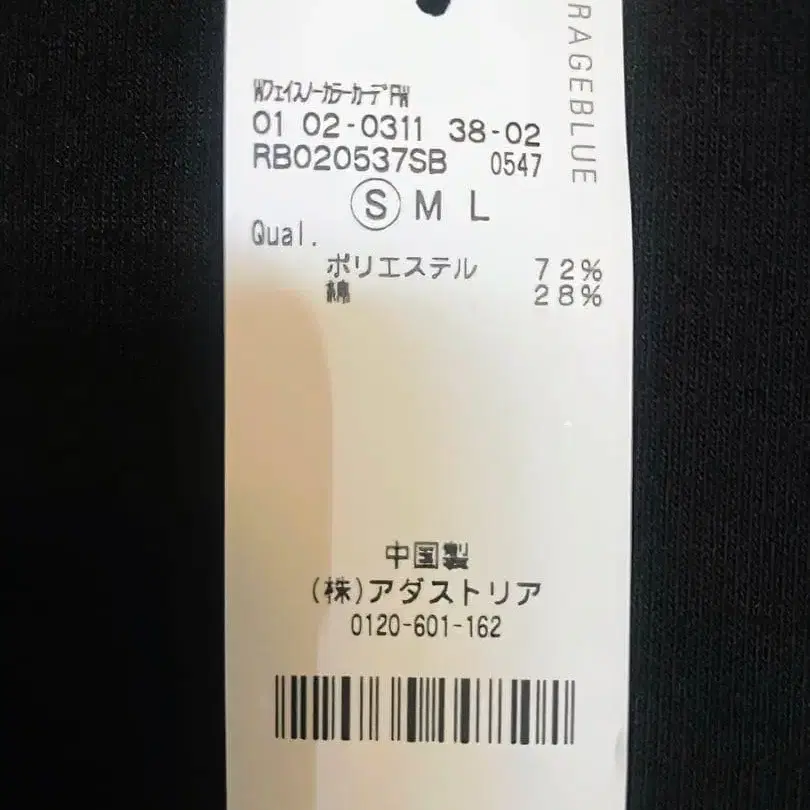 RAGEBLUE
WフェイスノーカラーカーデRW
01 02-0311 38-02
RB020537SB 0547
S M L
Qual.
ポリエステル 72%
綿 28%
中国製
(株)アダストリア
0120-601-162